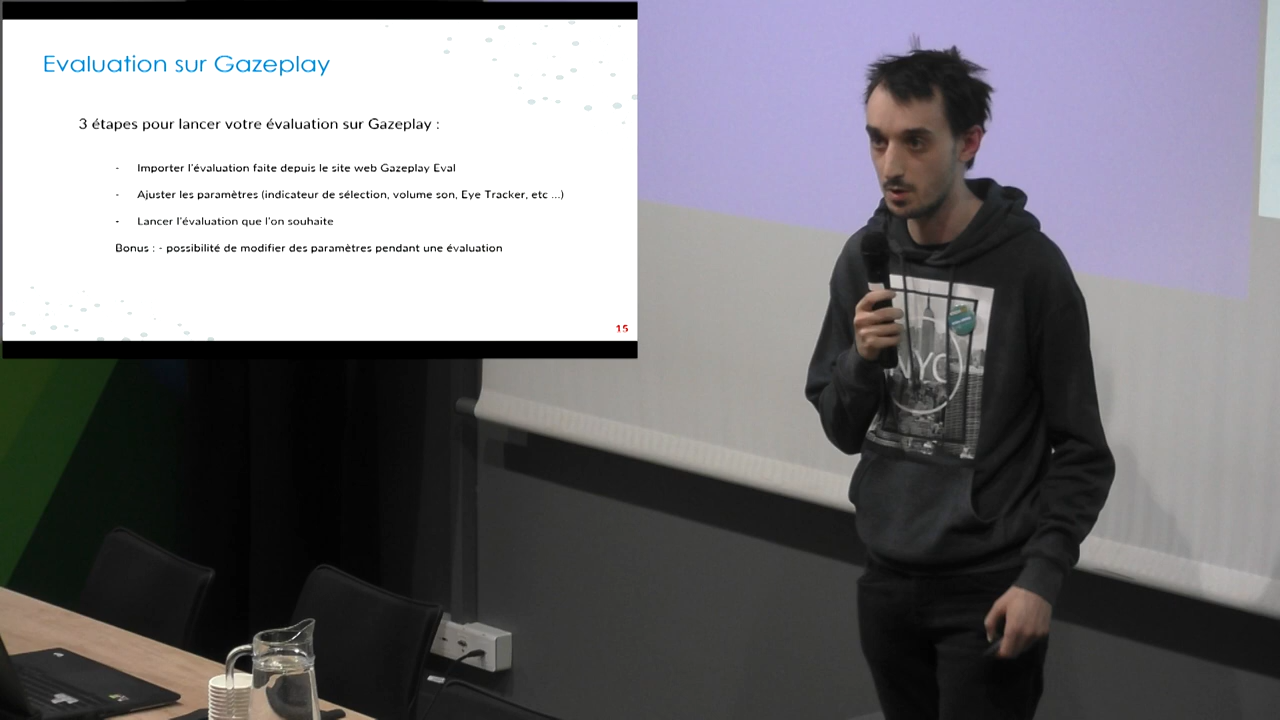 Evaluation sur Gazeplay
3 étapes pour lancer votre évaluation sur Gazeplay :
- Importer l'évaluation faite depuis le site web Gazeplay Eval
- Ajuster les paramètres (indicateur de sélection, volume son, Eye Tracker, etc ...)
- Lancer l'évaluation que l'on souhaite
Bonus : - possibilité de modifier des paramètres pendant une évaluation
15
NYC